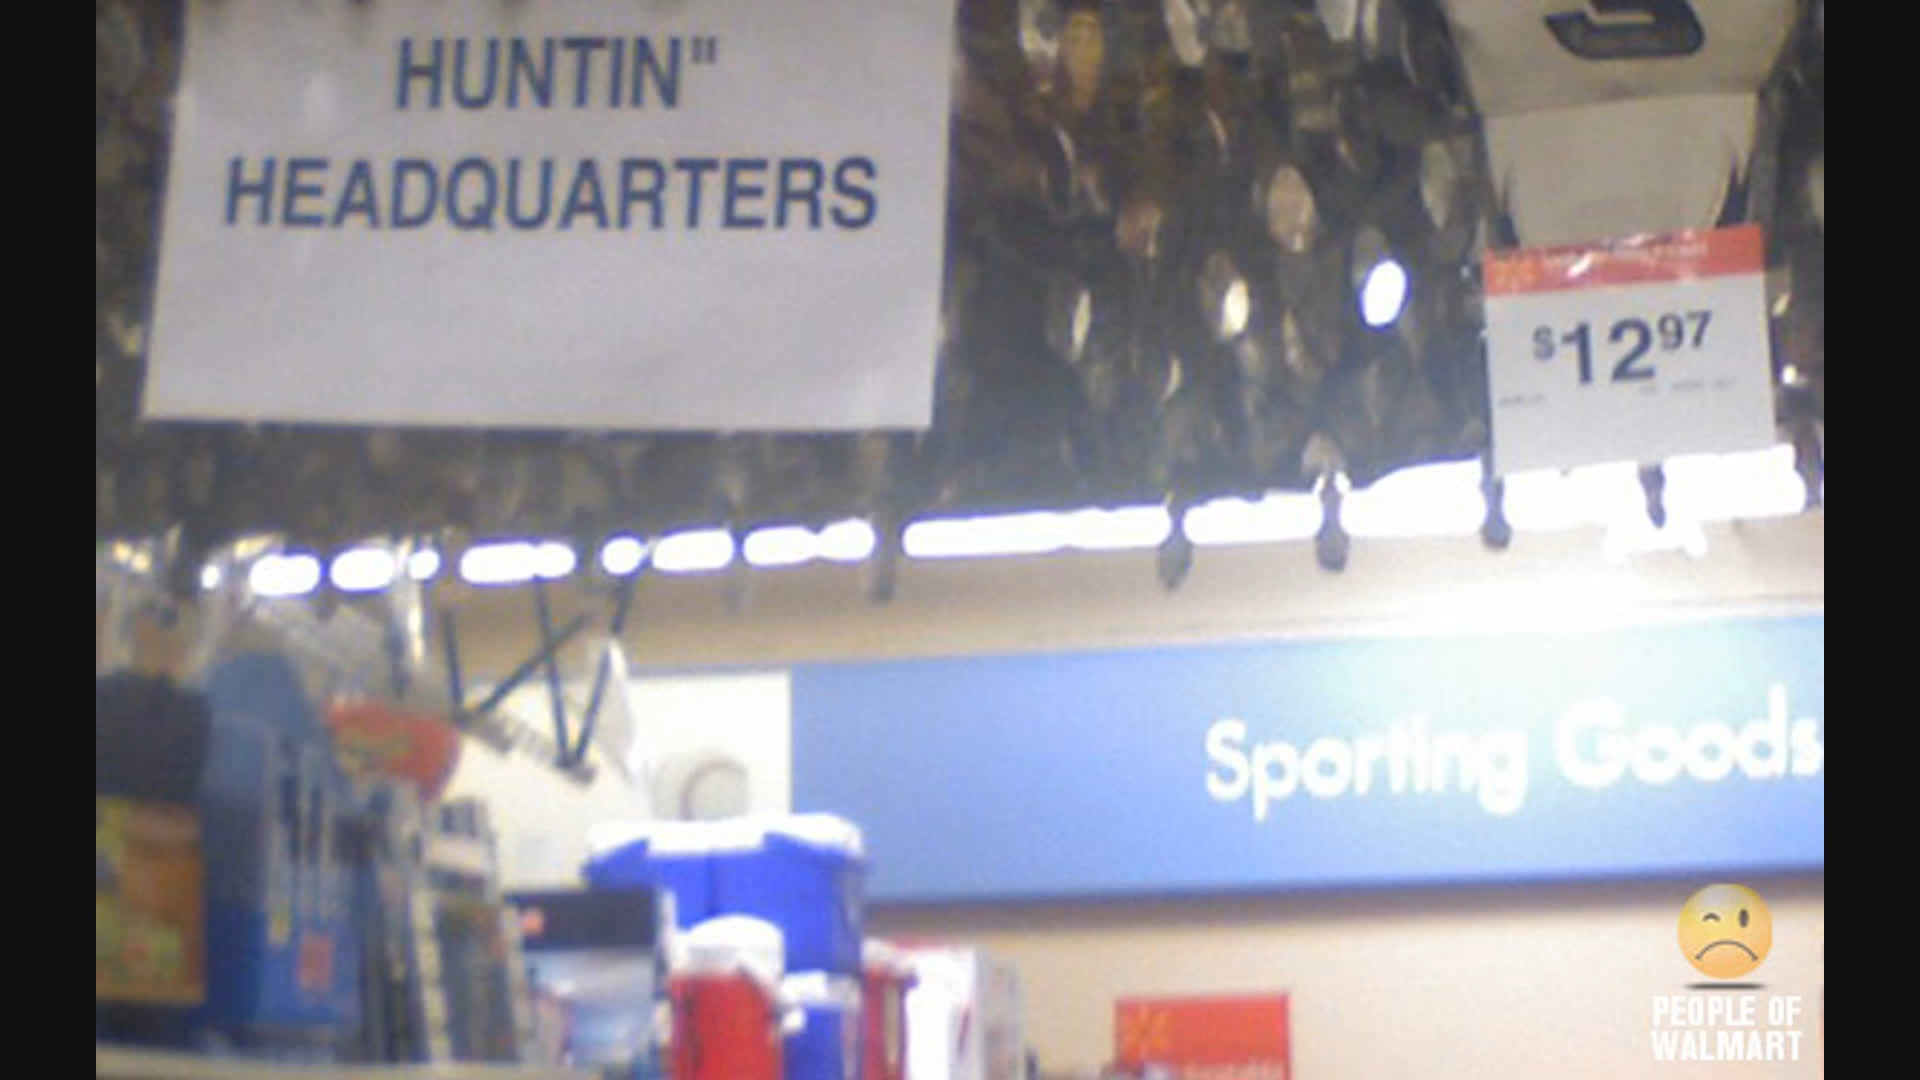 HUNTIN"
HEADQUARTERS
$12 97
Sporting Goods
PEOPLE OF
WALMART